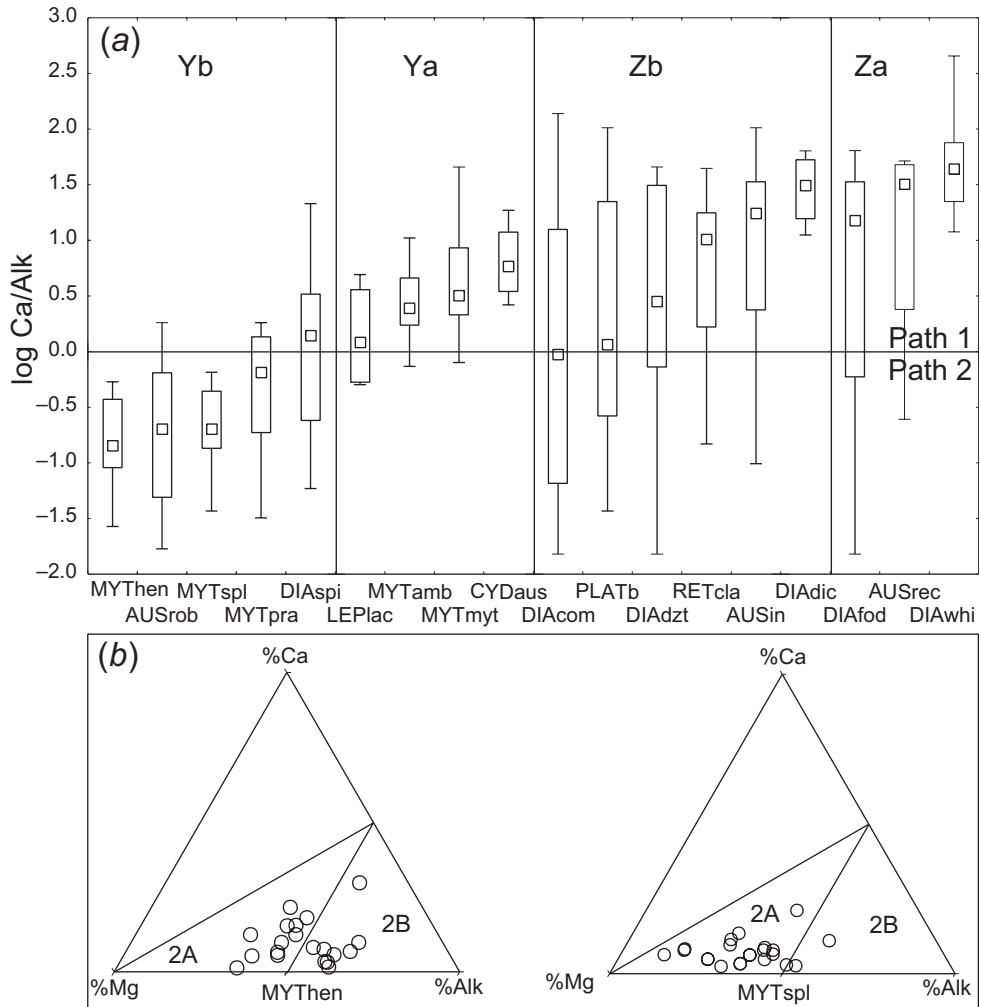 (a)
Yb Ya Zb Za
3.0
2.5
2.0
1.5
1.0
0.5
0.0
–0.5
–1.0
–1.5
–2.0
log Ca/Alk
Path 1
Path 2
MYThen MYTspl DIAspi MYTamb CYDaus PLATb RETcla DIAdic AUSrec
AUSrob MYTpra LEPlac MYTmyt DIAcom DIAdzt AUSin DIAfod DIAwhi
(b)
%Ca %Ca
2A 2B 2A 2B
%Mg MYThen %Alk %Mg MYTspl %Alk